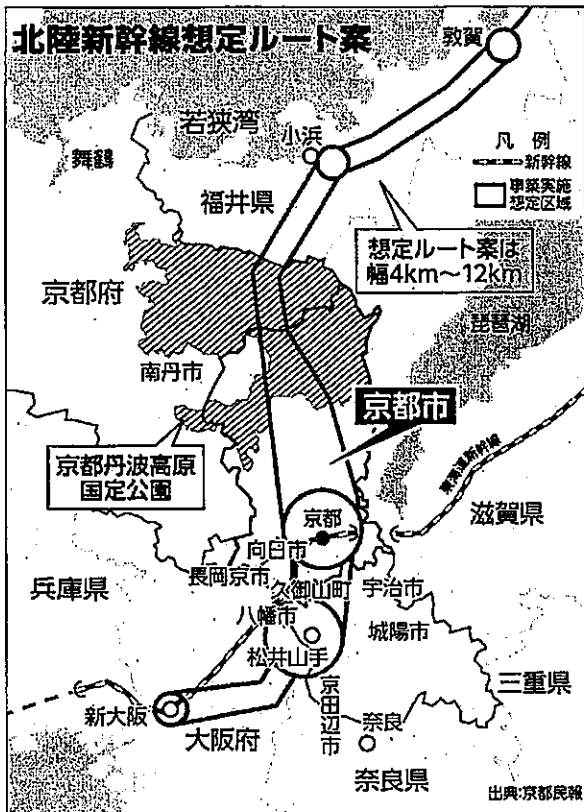 北陸新幹線想定ルート案
敦賀
若狭湾
小浜
舞鶴
凡 例
新幹線
事業実施
想定区域
福井県
想定ルート案は
幅4km~12km
京都府
琵琶湖
南丹市
京都市
京都丹波高原
国定公園
東海道新幹線
滋賀県
京都
向日市
長岡京市
久御山町
宇治市
兵庫県
八幡市
城陽市
松井山手
三重県
京田辺市
新大阪
大阪府
奈良
奈良県
出典:京都民報